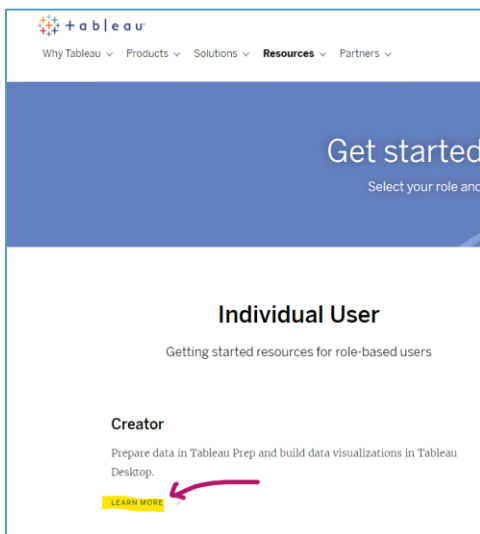 +ableau
Why Tableau Products Solutions Resources Partners
Get started
Select your role and
Individual User
Getting started resources for role-based users
Creator
Prepare data in Tableau Prep and build data visualizations in Tableau
Desktop.
LEARN MORE